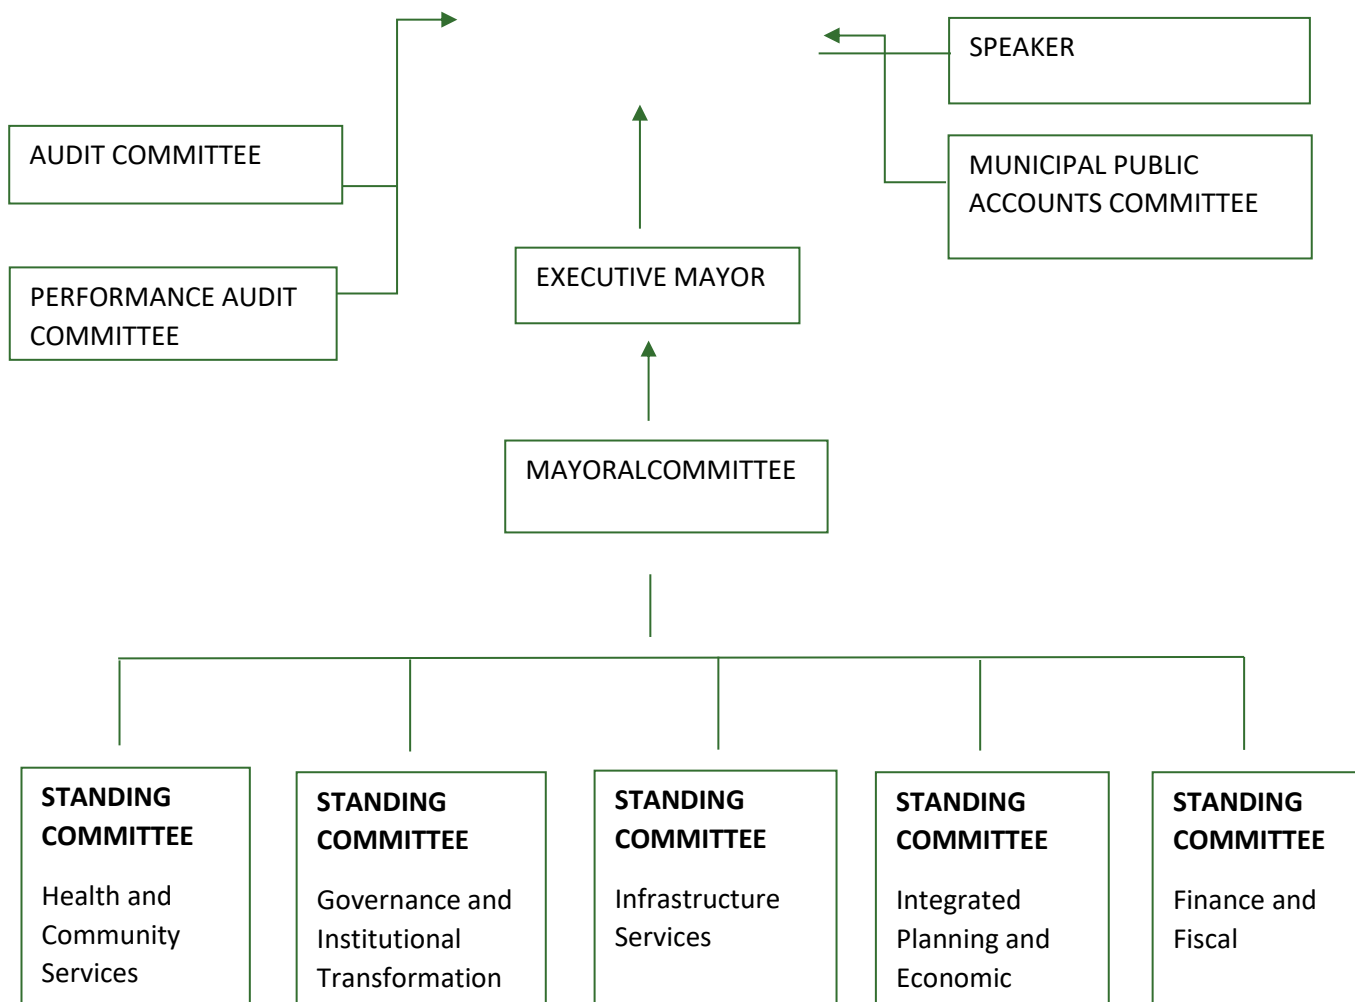 SPEAKER
AUDIT COMMITTEE
MUNICIPAL PUBLIC
ACCOUNTS COMMITTEE
PERFORMANCE AUDIT
COMMITTEE
EXECUTIVE MAYOR
MAYORALCOMMITTEE
STANDING
COMMITTEE
Health and
Community
Services
STANDING
COMMITTEE
Governance and
Institutional
Transformation
STANDING
COMMITTEE
Infrastructure
Services
STANDING
COMMITTEE
Integrated
Planning and
Economic
STANDING
COMMITTEE
Finance and
Fiscal